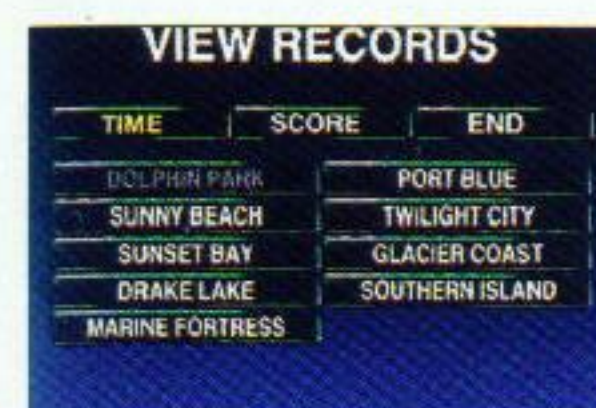 VIEW RECORDS
TIME SCORE END
DOLPHIN PARK PORT BLUE
SUNNY BEACH TWILIGHT CITY
SUNSET BAY GLACIER COAST
DRAKE LAKE SOUTHERN ISLAND
MARINE FORTRESS